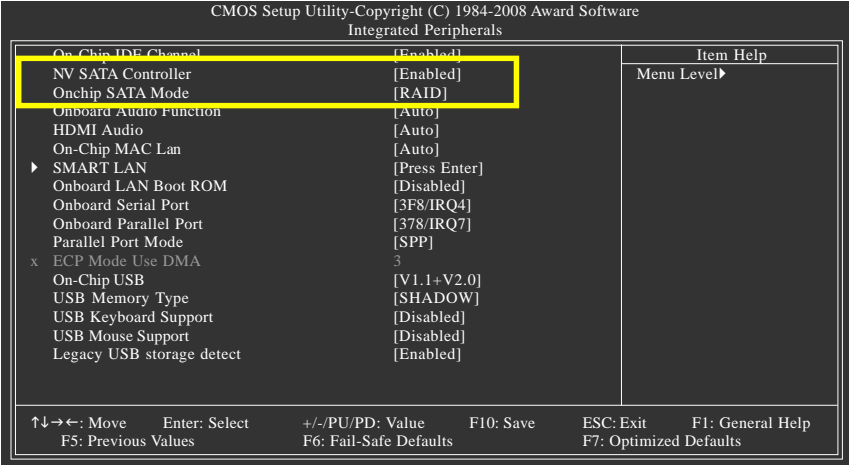 CMOS Setup Utility-Copyright (C) 1984-2008 Award Software
Integrated Peripherals
On-Chip IDE Channel [Enabled] Item Help
NV SATA Controller [Enabled] Menu Level
Onchip SATA Mode [RAID]
Onboard Audio Function [Auto]
HDMI Audio [Auto]
On-Chip MAC Lan [Auto]
SMART LAN [Press Enter]
Onboard LAN Boot ROM [Disabled]
Onboard Serial Port [3F8/IRQ4]
Onboard Parallel Port [378/IRQ7]
Parallel Port Mode [SPP]
x ECP Mode Use DMA 3
On-Chip USB [V1.1+V2.0]
USB Memory Type [SHADOW]
USB Keyboard Support [Disabled]
USB Mouse Support [Disabled]
Legacy USB storage detect [Enabled]
↑↓→←: Move Enter: Select +/-/PU/PD: Value F10: Save ESC: Exit F1: General Help
F5: Previous Values F6: Fail-Safe Defaults F7: Optimized Defaults